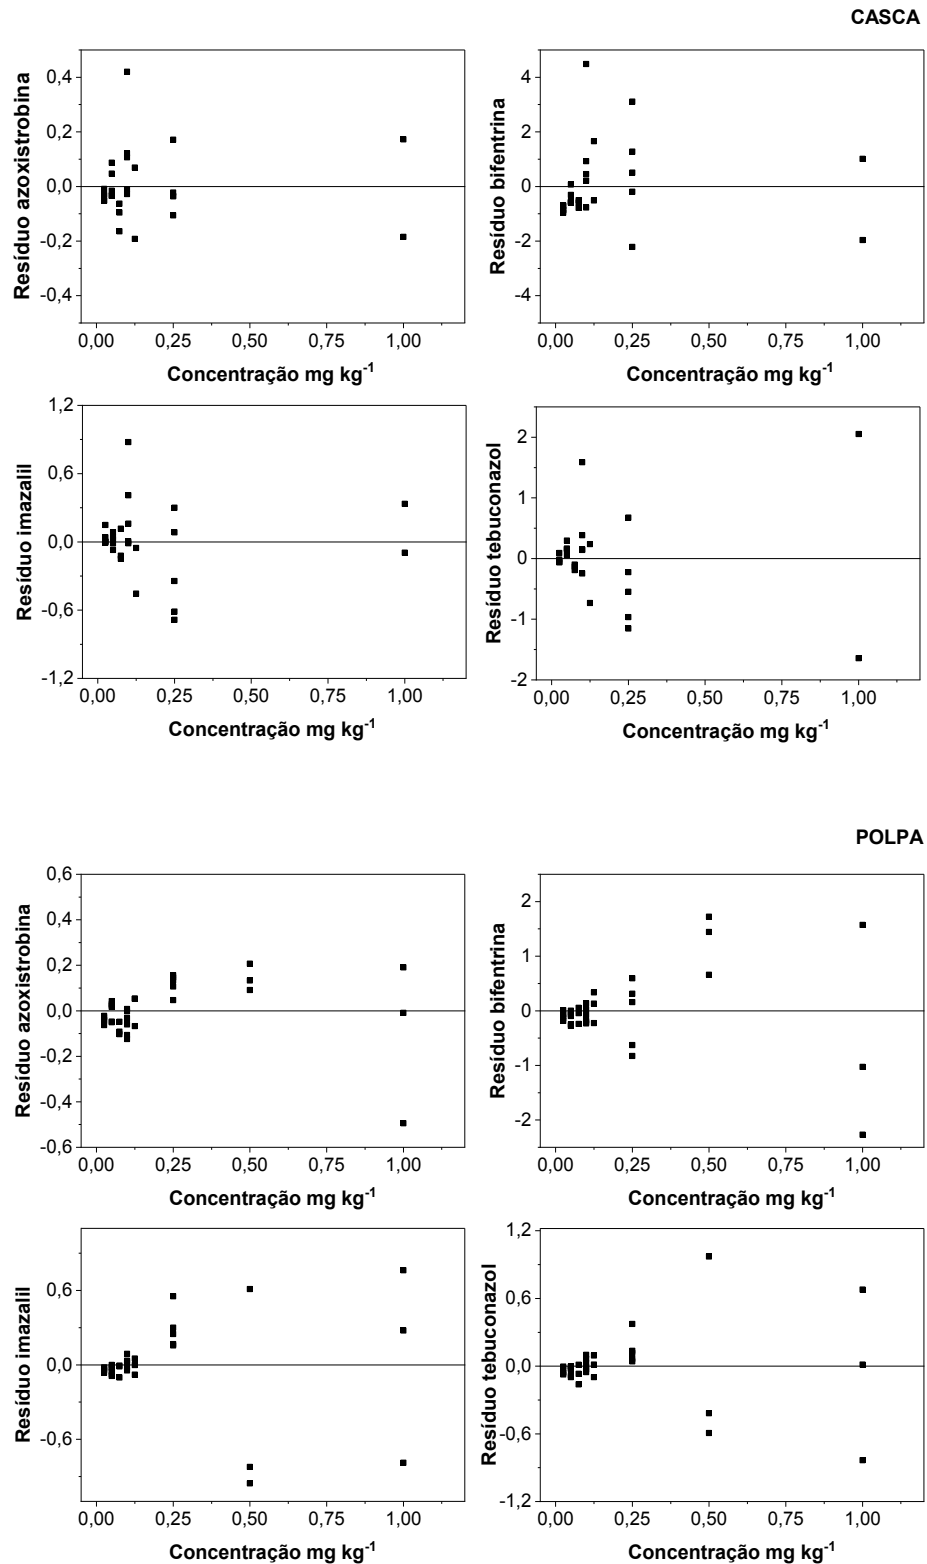 CASCA
Resíduo azoxistrobina
0,4
0,2
0,0
-0,2
-0,4
0,00 0,25 0,50 0,75 1,00
Concentração mg kg-1
Resíduo bifentrina
4
2
0
-2
-4
0,00 0,25 0,50 0,75 1,00
Concentração mg kg-1
Resíduo imazalil
1,2
0,6
0,0
-0,6
-1,2
0,00 0,25 0,50 0,75 1,00
Concentração mg kg-1
Resíduo tebuconazol
2
1
0
-1
-2
0,00 0,25 0,50 0,75 1,00
Concentração mg kg-1
POLPA
Resíduo azoxistrobina
0,6
0,4
0,2
0,0
-0,2
-0,4
-0,6
0,00 0,25 0,50 0,75 1,00
Concentração mg kg-1
Resíduo bifentrina
2
1
0
-1
-2
0,00 0,25 0,50 0,75 1,00
Concentração mg kg-1
Resíduo imazalil
0,6
0,0
-0,6
0,00 0,25 0,50 0,75 1,00
Concentração mg kg-1
Resíduo tebuconazol
1,2
0,6
0,0
-0,6
-1,2
0,00 0,25 0,50 0,75 1,00
Concentração mg kg-1